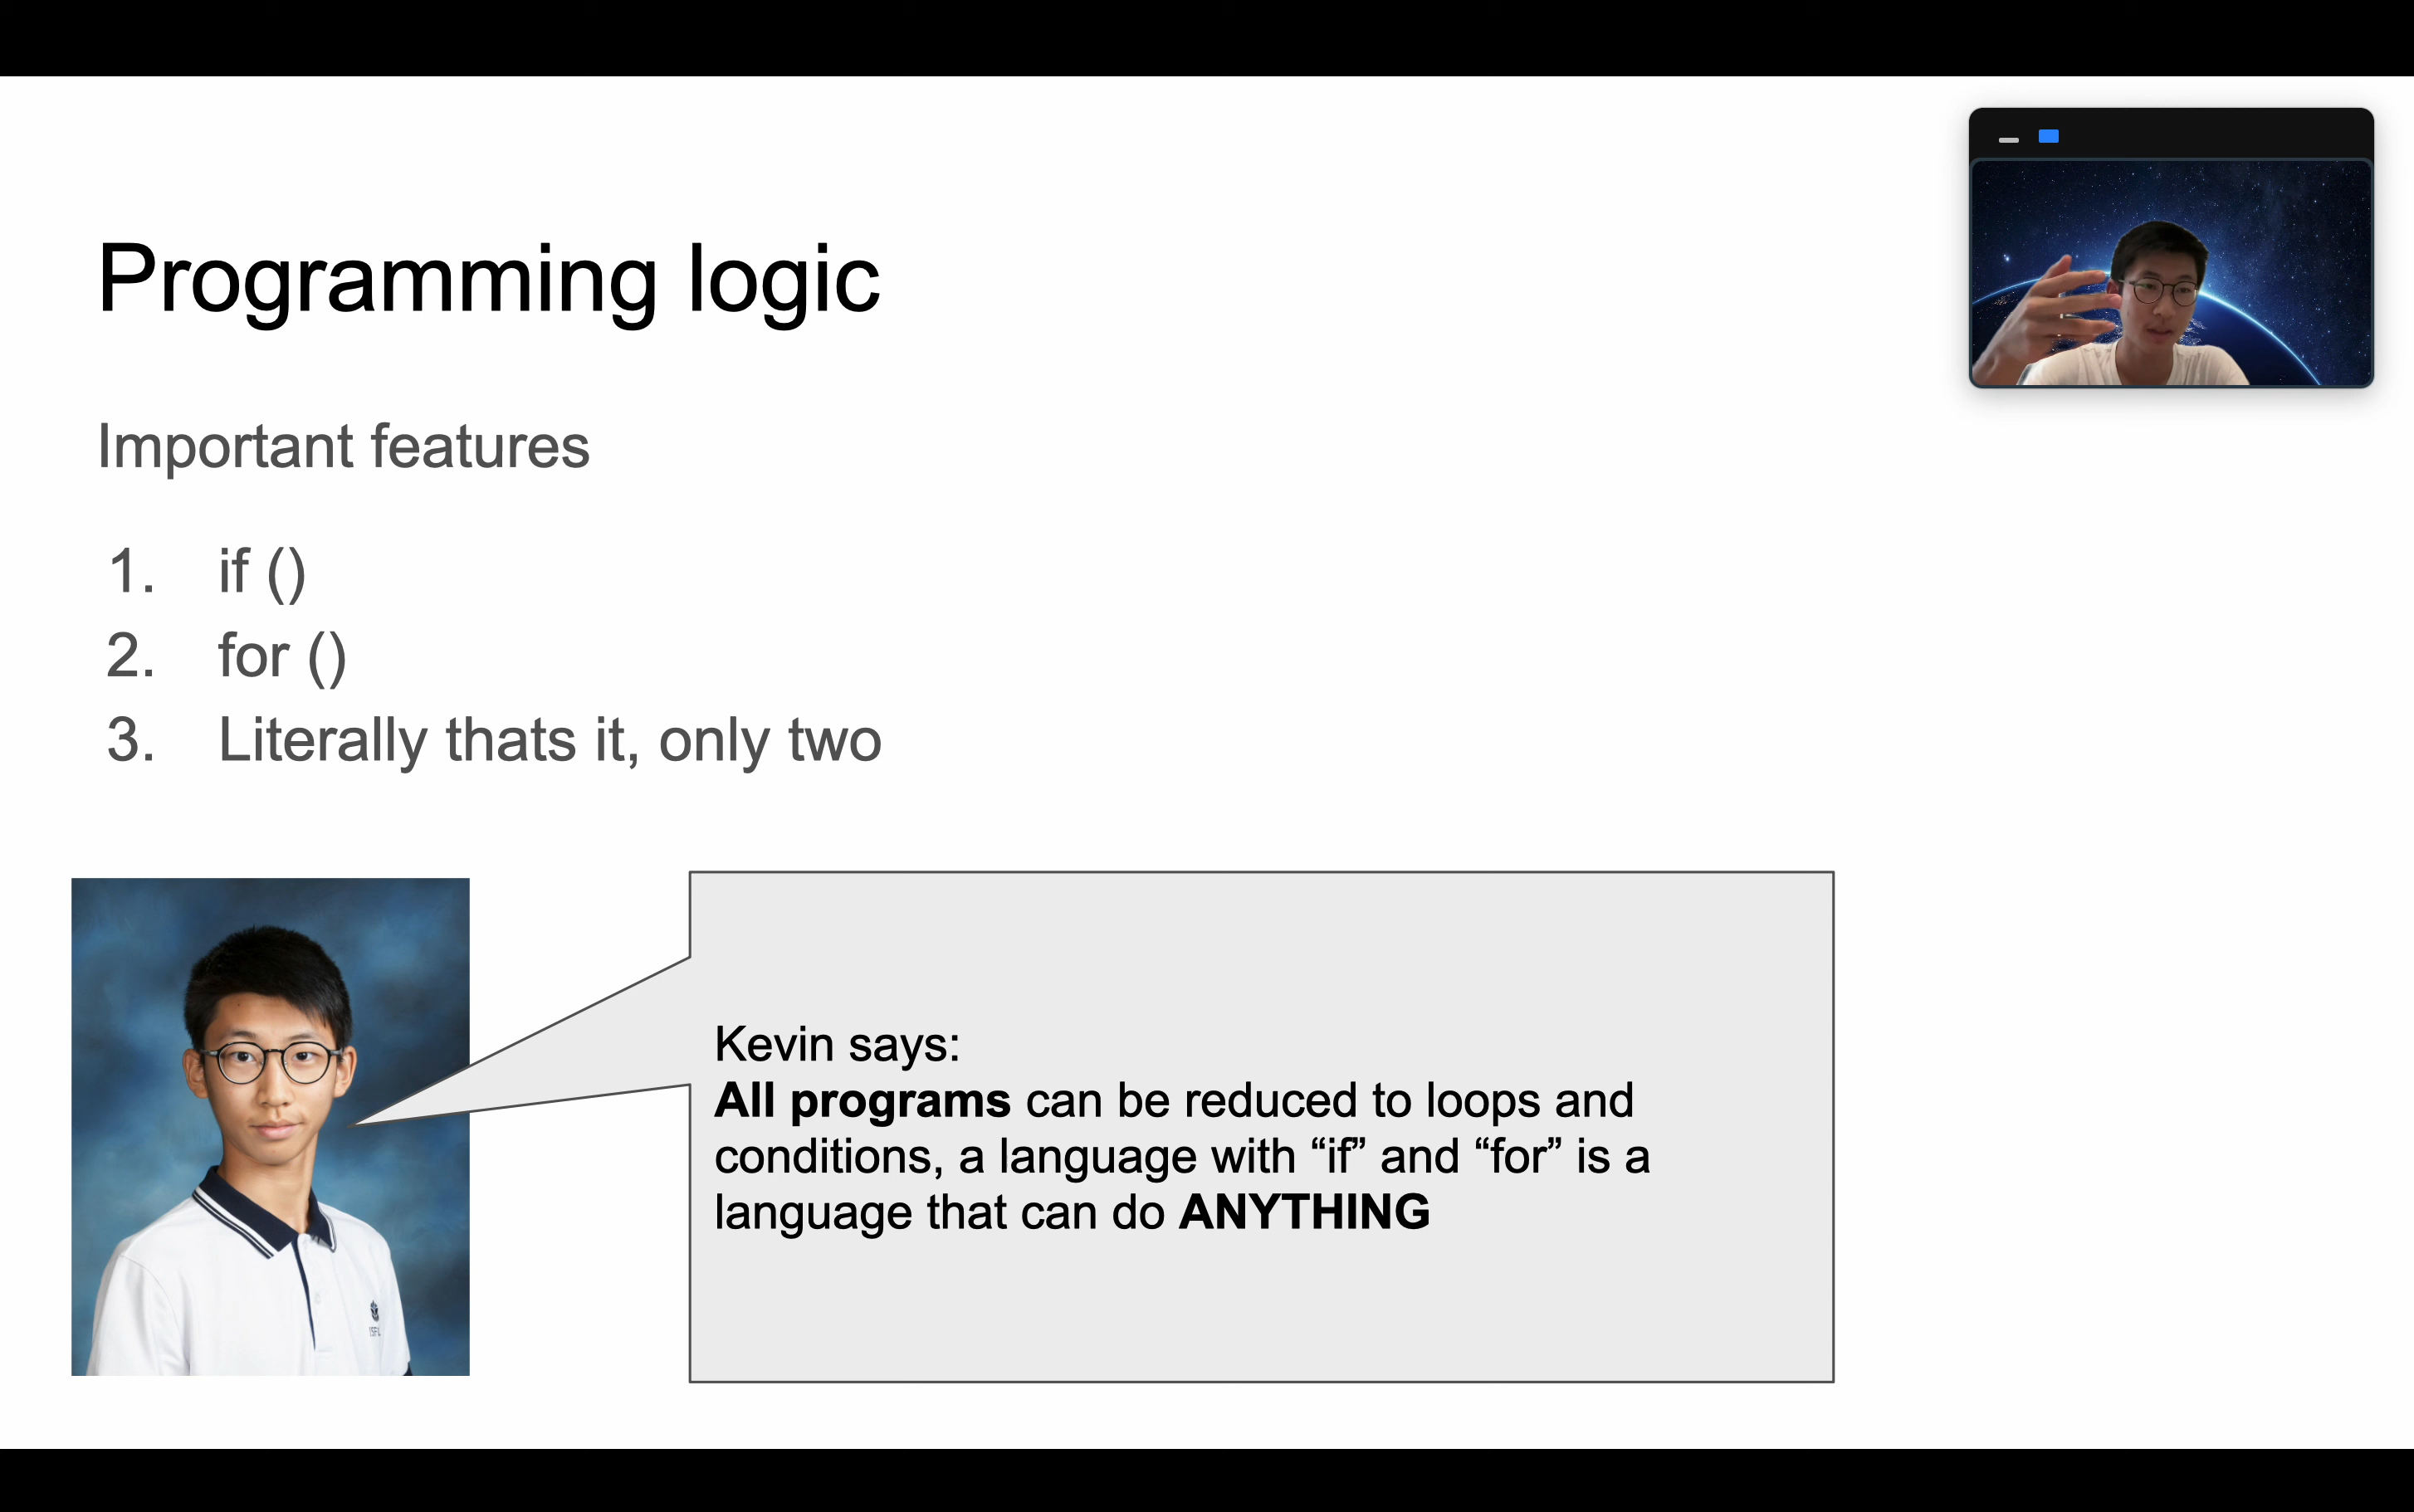 Programming logic
Important features
1. if ()
2. for ()
3. Literally thats it, only two
Kevin says:
All programs can be reduced to loops and
conditions, a language with “if” and “for” is a
language that can do ANYTHING